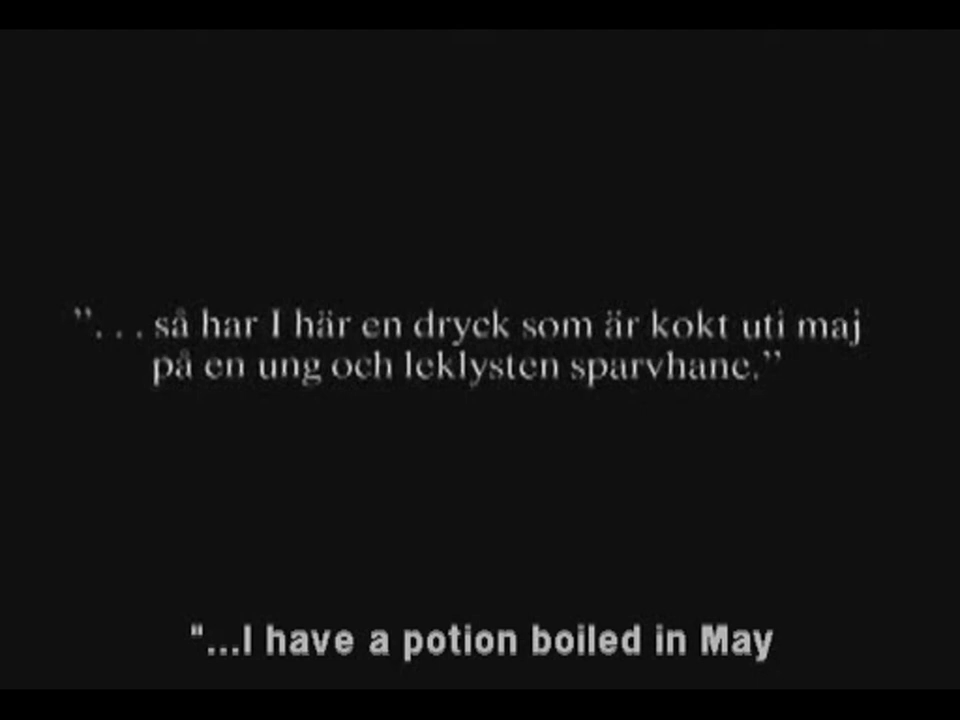 ”. . . så har I här en dryck som är kokt uti maj
på en ung och leklysten sparvhane.”
"...I have a potion boiled in May